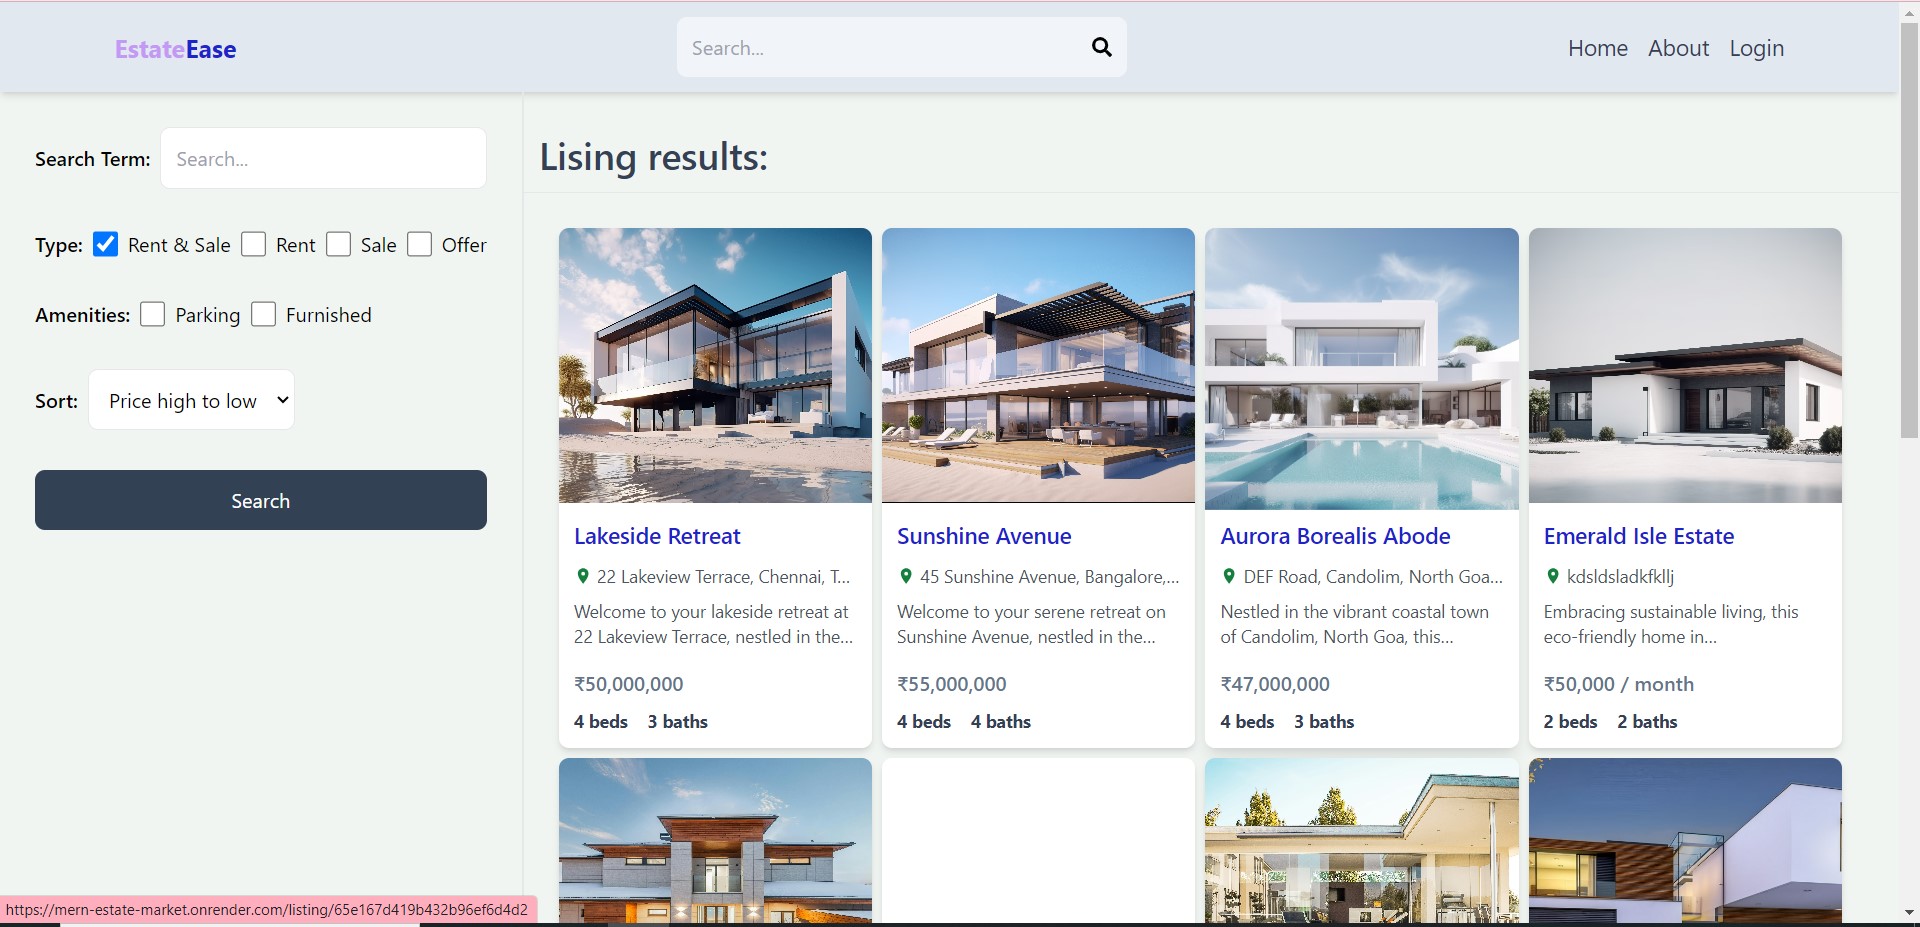 EstateEase
Search...
Home About Login
Search Term: Search...
Type: Rent & Sale Rent Sale Offer
Amenities: Parking Furnished
Sort: Price high to low
Search
Lising results:
Lakeside Retreat
22 Lakeview Terrace, Chennai, T...
Welcome to your lakeside retreat at
22 Lakeview Terrace, nestled in the...
₹50,000,000
4 beds 3 baths
Sunshine Avenue
45 Sunshine Avenue, Bangalore,...
Welcome to your serene retreat on
Sunshine Avenue, nestled in the...
₹55,000,000
4 beds 4 baths
Aurora Borealis Abode
DEF Road, Candolim, North Goa...
Nestled in the vibrant coastal town
of Candolim, North Goa, this...
₹47,000,000
4 beds 3 baths
Emerald Isle Estate
kdsldsladkfkllj
Embracing sustainable living, this
eco-friendly home in...
₹50,000 / month
2 beds 2 baths
https://mern-estate-market.onrender.com/listing/65e167d419b432b96ef6d4d2